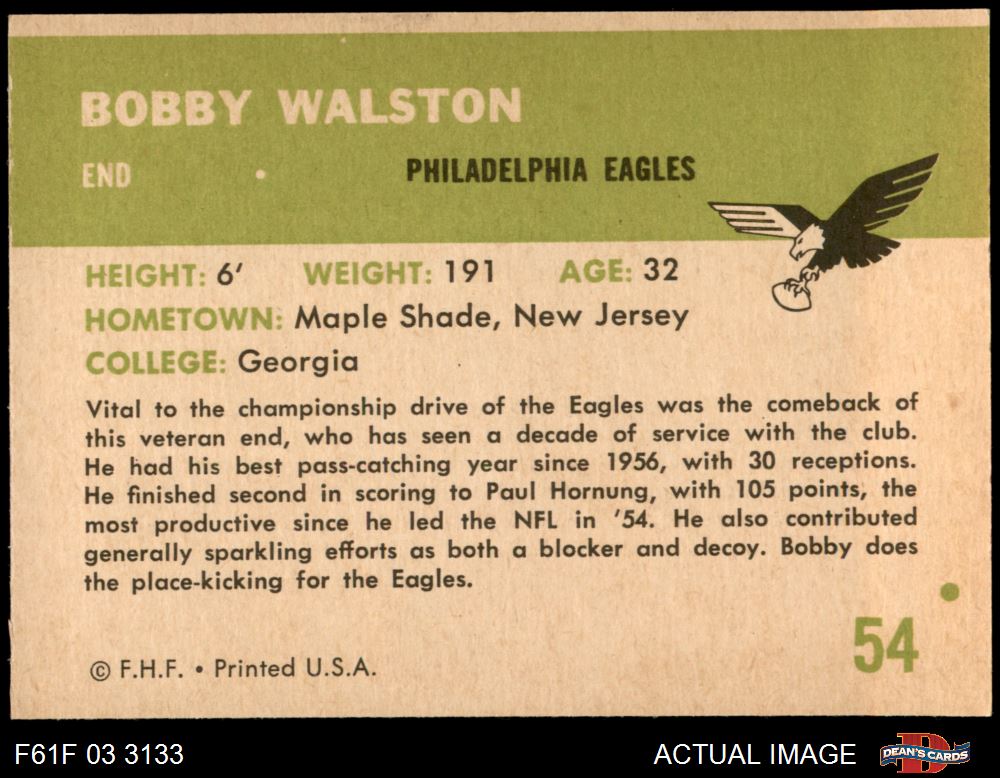 BOBBY WALSTON
END PHILADELPHIA EAGLES
HEIGHT: 6' WEIGHT: 191 AGE: 32
HOMETOWN: Maple Shade, New Jersey
COLLEGE: Georgia
Vital to the championship drive of the Eagles was the comeback of
this veteran end, who has seen a decade of service with the club.
He had his best pass-catching year since 1956, with 30 receptions.
He finished second in scoring to Paul Hornung, with 105 points, the
most productive since he led the NFL in '54. He also contributed
generally sparkling efforts as both a blocker and decoy. Bobby does
the place-kicking for the Eagles.
54
© F.H.F. • Printed U.S.A.
F61F 03 3133 ACTUAL IMAGE DEAN'S CARDS